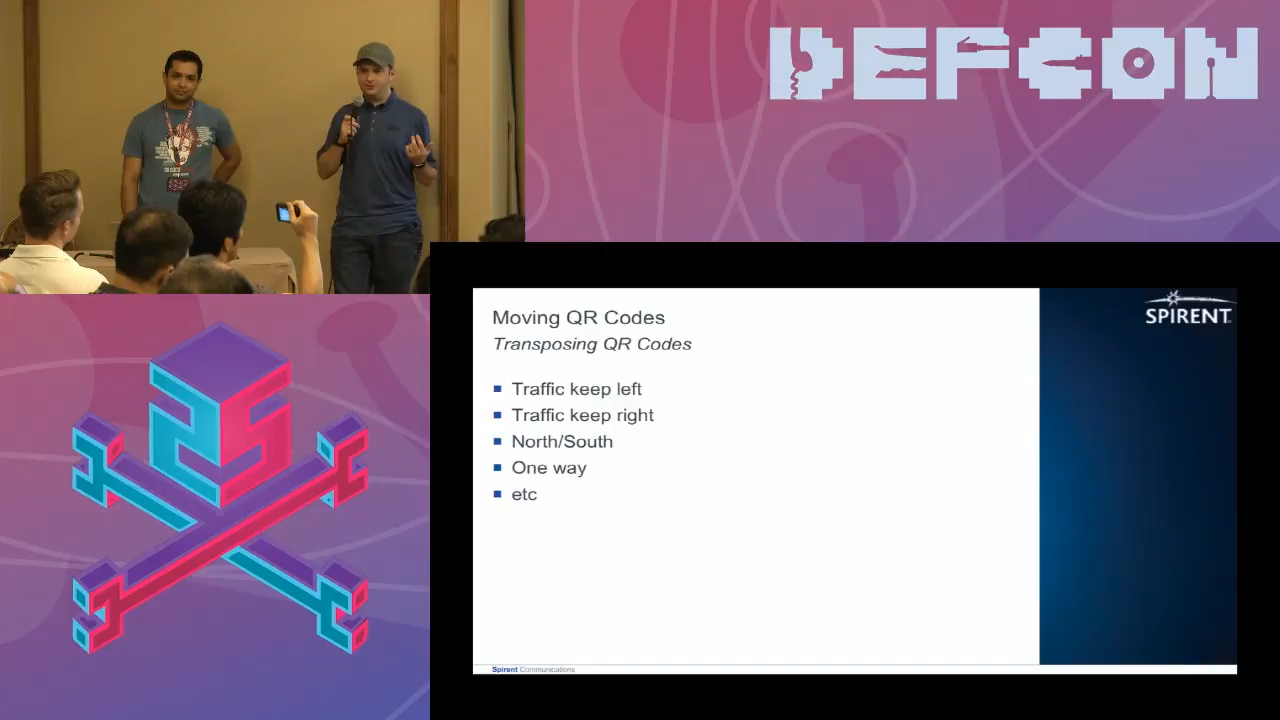 DEFCON
SPIRENT
Moving QR Codes
Transposing QR Codes
Traffic keep left
Traffic keep right
North/South
One way
etc
Spirent Communications